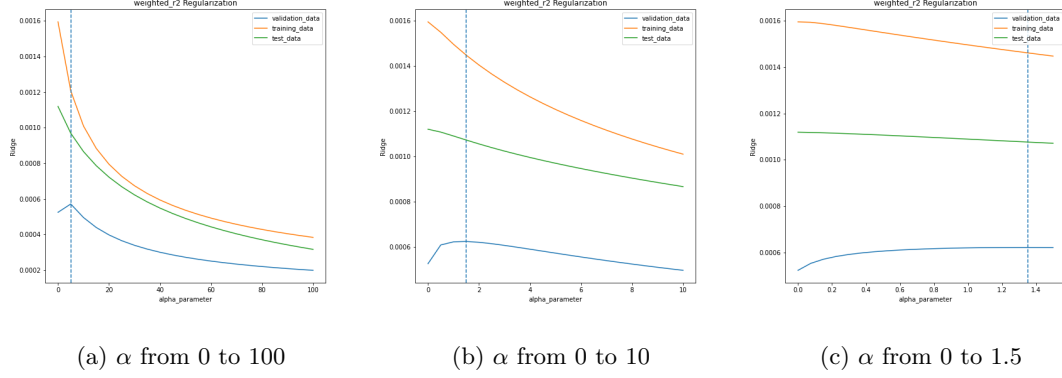 weighted_r2 Regularization
validation_data
training_data
test_data
0.0016
0.0014
0.0012
0.0010
0.0008
0.0006
0.0004
0.0002
Ridge
0 20 40 60 80 100
alpha_parameter
(a) α from 0 to 100
weighted_r2 Regularization
validation_data
training_data
test_data
0.0016
0.0014
0.0012
0.0010
0.0008
0.0006
Ridge
0 2 4 6 8 10
alpha_parameter
(b) α from 0 to 10
weighted_r2 Regularization
validation_data
training_data
test_data
0.0016
0.0014
0.0012
0.0010
0.0008
0.0006
Ridge
0.0 0.2 0.4 0.6 0.8 1.0 1.2 1.4
alpha_parameter
(c) α from 0 to 1.5